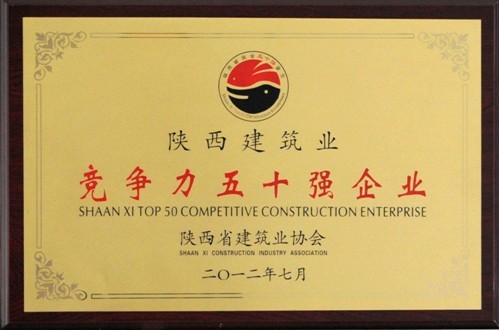 陕西建筑业
竞争力五十强企业
SHAAN XI TOP 50 COMPETITIVE CONSTRUCTION ENTERPRISE
陕西省建筑业协会
SHAAN XI CONSTRUCTION INDUSTRY ASSOCIATION
二〇一二年七月